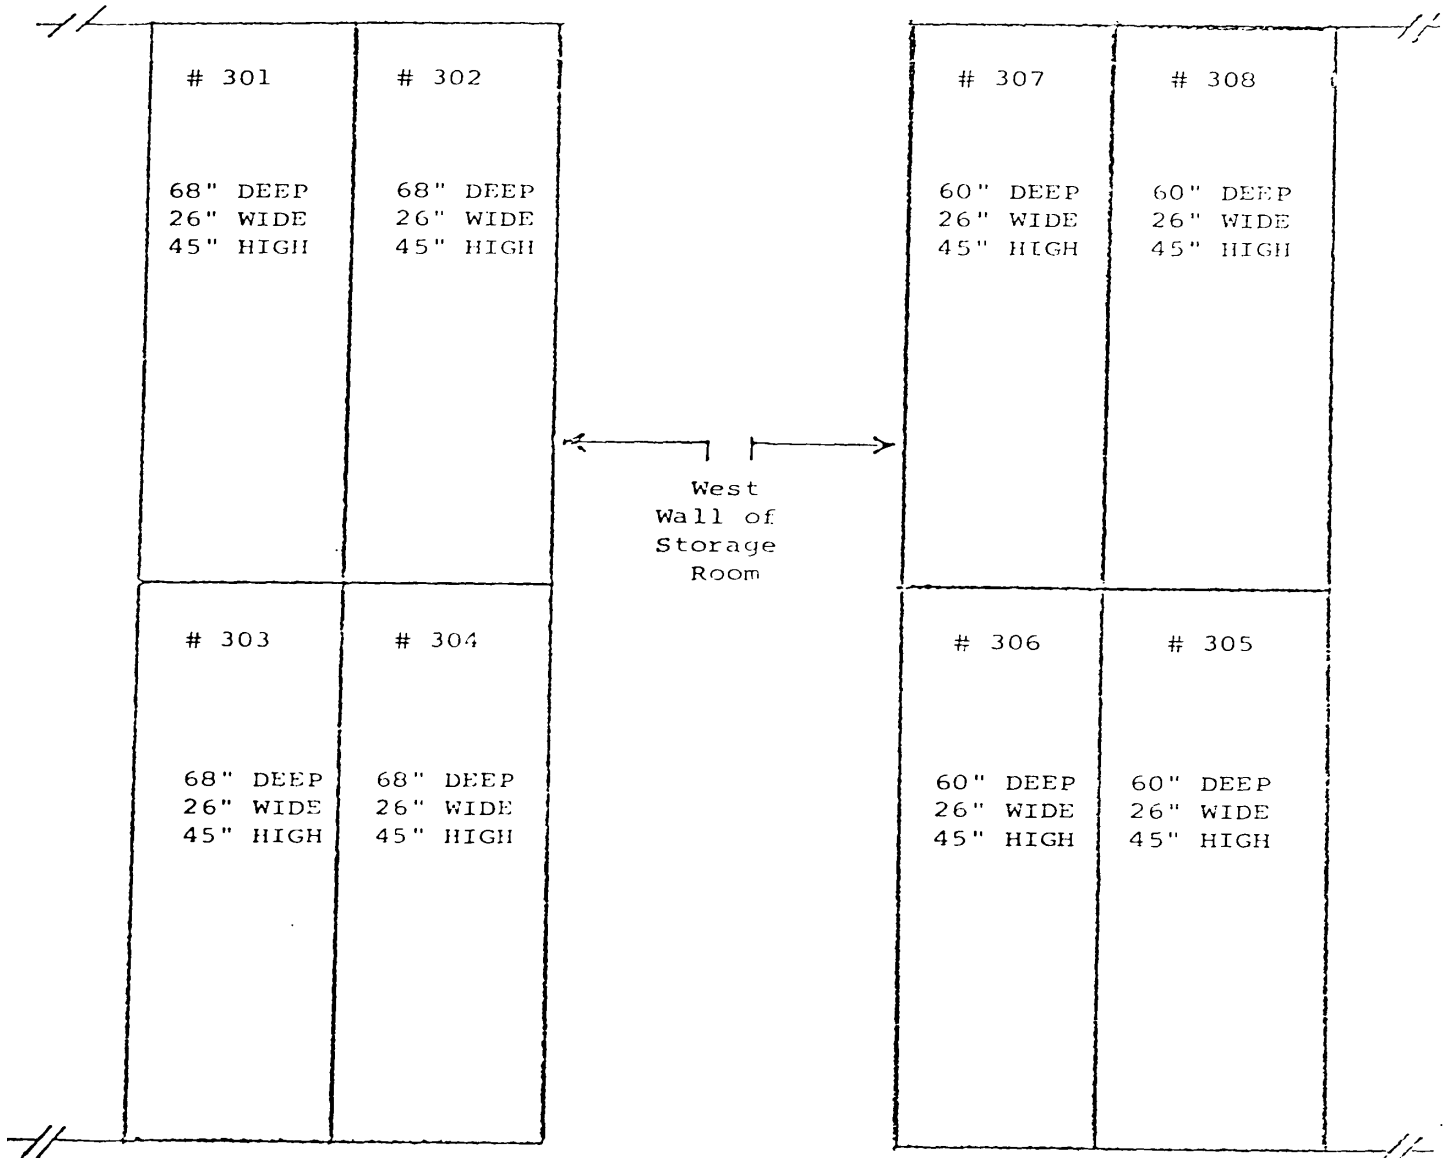 # 301
68" DEEP
26" WIDE
45" HIGH
# 302
68" DEEP
26" WIDE
45" HIGH
# 307
60" DEEP
26" WIDE
45" HIGH
# 308
60" DEEP
26" WIDE
45" HIGH
West
Wall of
Storage
Room
# 303
68" DEEP
26" WIDE
45" HIGH
# 304
68" DEEP
26" WIDE
45" HIGH
# 306
60" DEEP
26" WIDE
45" HIGH
# 305
60" DEEP
26" WIDE
45" HIGH